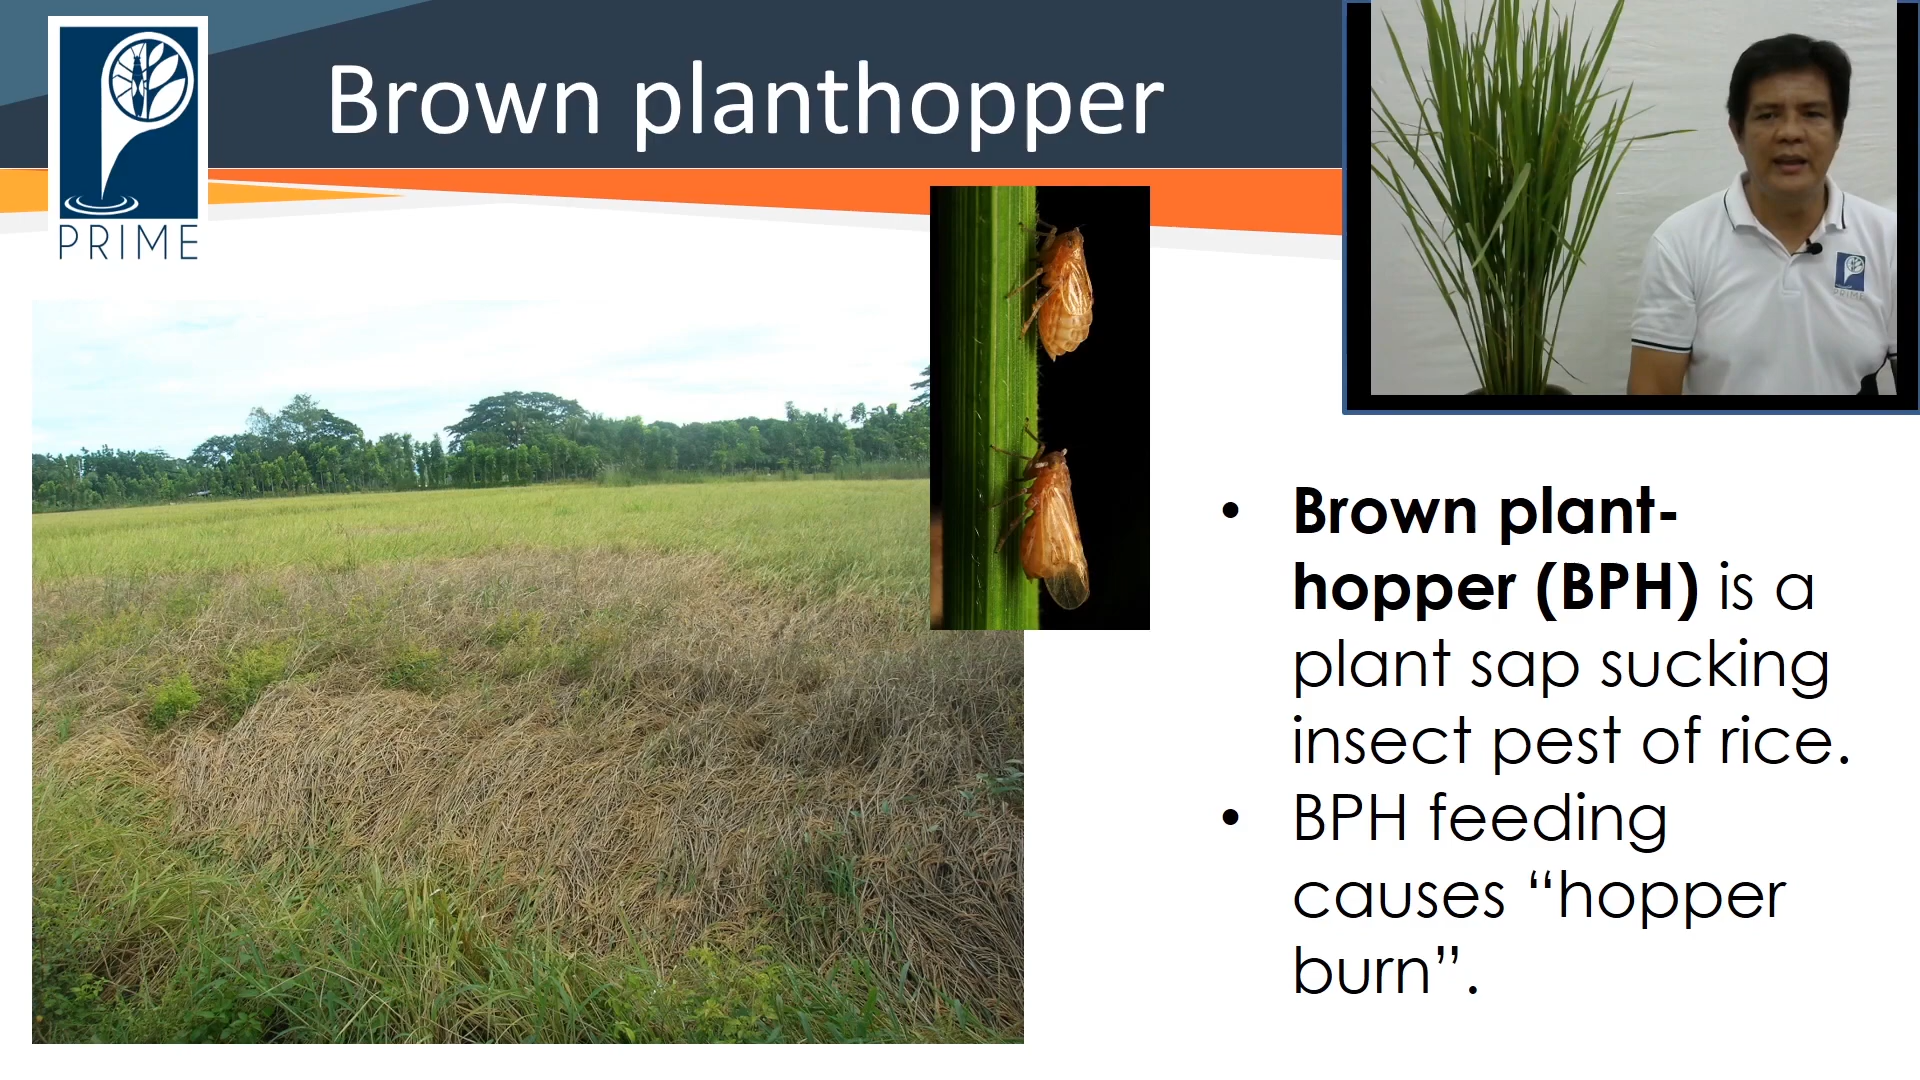 Brown planthopper
PRIME
PRIME
• Brown plant-
hopper (BPH) is a
plant sap sucking
insect pest of rice.
• BPH feeding
causes “hopper
burn”.